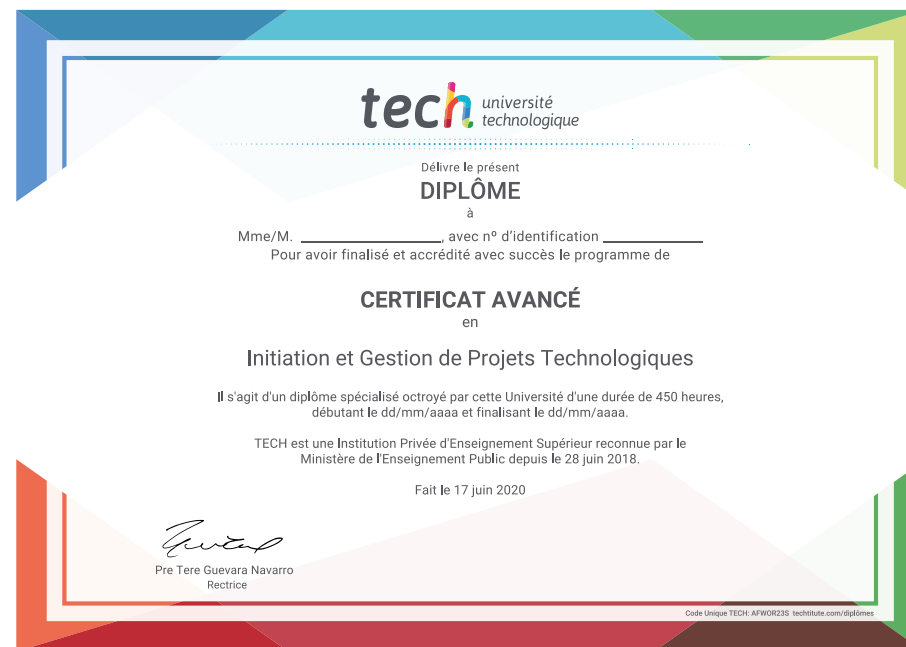 tech université
technologique
Délivre le présent
DIPLÔME
à
Mme/M. ____________________, avec nº d'identification ______________
Pour avoir finalisé et accrédité avec succès le programme de
CERTIFICAT AVANCÉ
en
Initiation et Gestion de Projets Technologiques
Il s'agit d'un diplôme spécialisé octroyé par cette Université d'une durée de 450 heures,
débutant le dd/mm/aaaa et finalisant le dd/mm/aaaa.
TECH est une Institution Privée d'Enseignement Supérieur reconnue par le
Ministère de l'Enseignement Public depuis le 28 juin 2018.
Fait le 17 juin 2020
Pre Tere Guevara Navarro
Rectrice
Code Unique TECH: AFWOR23S techtitute.com/diplômes